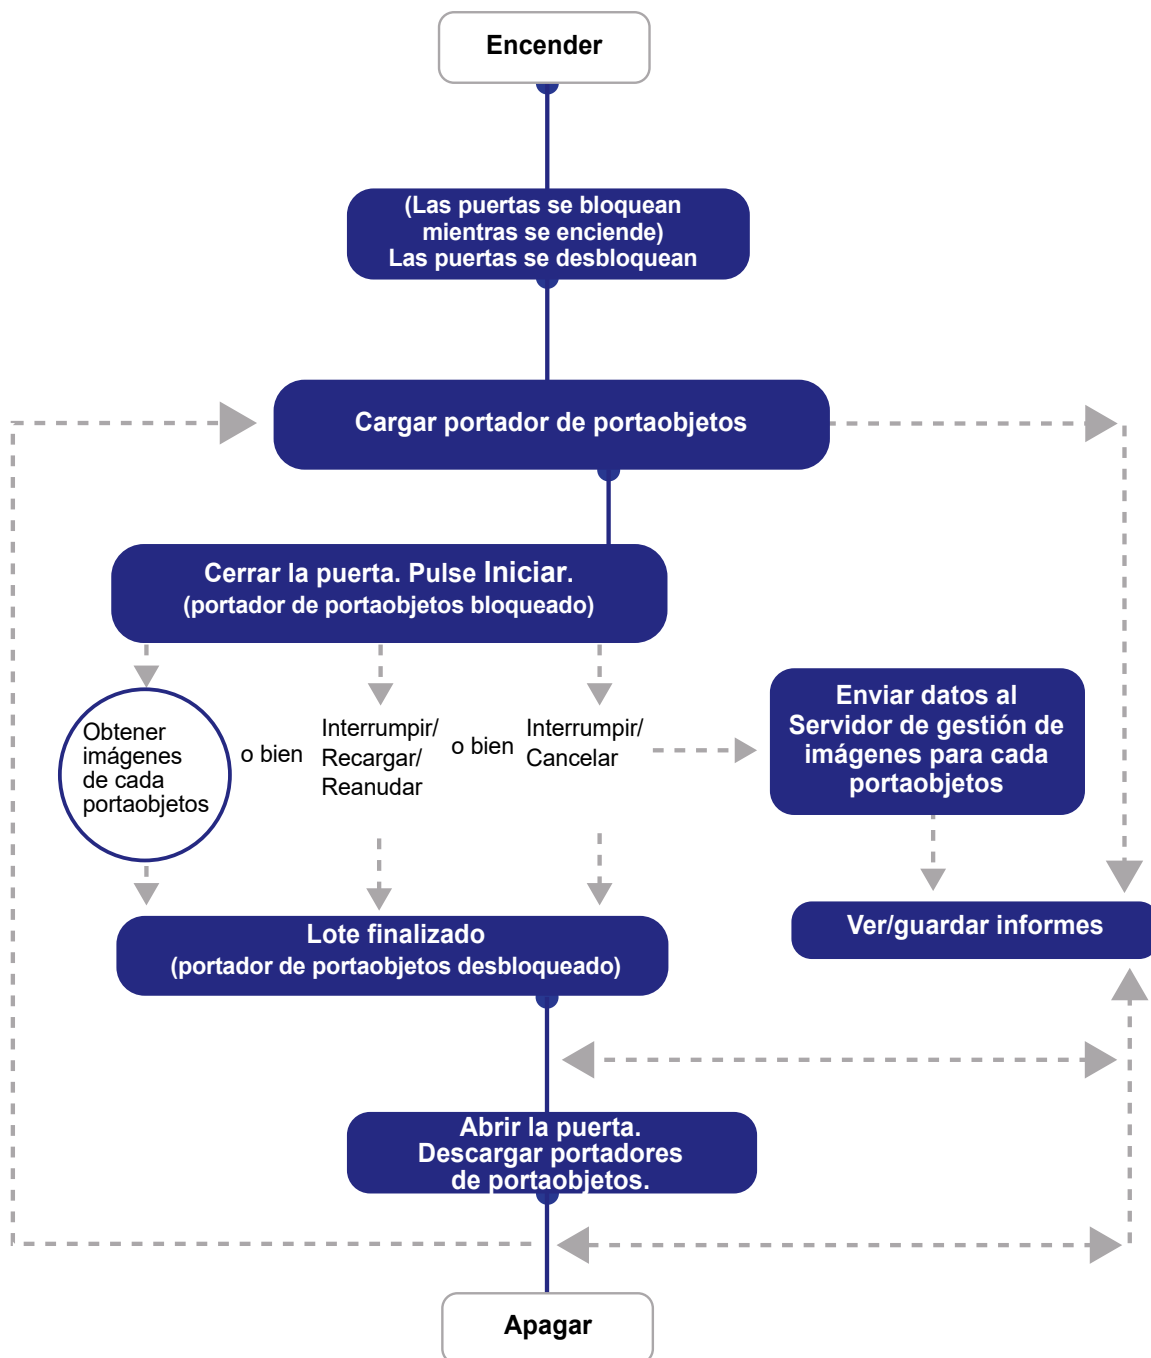 Encender
(Las puertas se bloquean
mientras se enciende)
Las puertas se desbloquean
Cargar portador de portaobjetos
Cerrar la puerta. Pulse Iniciar.
(portador de portaobjetos bloqueado)
Obtener
imágenes
de cada
portaobjetos
o bien
Interrumpir/
Recargar/
Reanudar
o bien
Interrumpir/
Cancelar
Enviar datos al
Servidor de gestión de
imágenes para cada
portaobjetos
Lote finalizado
(portador de portaobjetos desbloqueado)
Ver/guardar informes
Abrir la puerta.
Descargar portadores
de portaobjetos.
Apagar